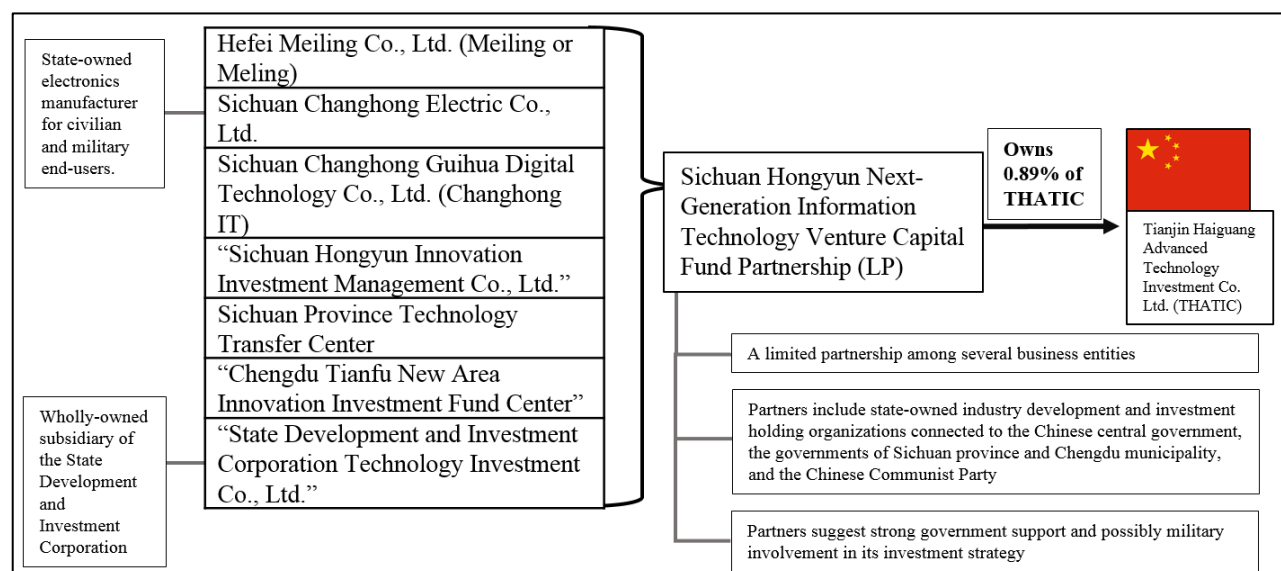 State-owned
electronics
manufacturer
for civilian
and military
end-users.
Wholly-owned
subsidiary of
the State
Development
and
Investment
Corporation
Hefei Meiling Co., Ltd. (Meiling or
Meling)
Sichuan Changhong Electric Co.,
Ltd.
Sichuan Changhong Guihua Digital
Technology Co., Ltd. (Changhong
IT)
“Sichuan Hongyun Innovation
Investment Management Co., Ltd.”
Sichuan Province Technology
Transfer Center
“Chengdu Tianfu New Area
Innovation Investment Fund Center”
“State Development and Investment
Corporation Technology Investment
Co., Ltd.”
Sichuan Hongyun Next-
Generation Information
Technology Venture Capital
Fund Partnership (LP)
Owns
0.89% of
THATIC
Tianjin Haiguang
Advanced
Technology
Investment Co.
Ltd. (THATIC)
A limited partnership among several business entities
Partners include state-owned industry development and investment
holding organizations connected to the Chinese central government,
the governments of Sichuan province and Chengdu municipality,
and the Chinese Communist Party
Partners suggest strong government support and possibly military
involvement in its investment strategy